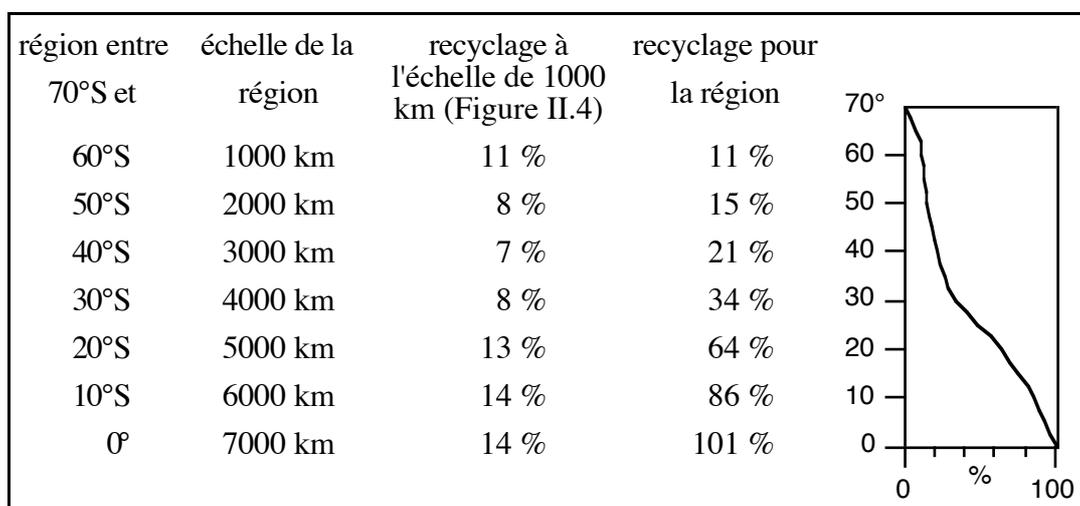 région entre échelle de la recyclage à recyclage pour
l'échelle de 1000
70°S et région la région
km (Figure II.4)
60°S 1000 km 11 % 11 %
50°S 2000 km 8 % 15 %
40°S 3000 km 7 % 21 %
30°S 4000 km 8 % 34 %
20°S 5000 km 13 % 64 %
10°S 6000 km 14 % 86 %
0° 7000 km 14 % 101 %
70°
60
50
40
30
20
10
0
%
0 100